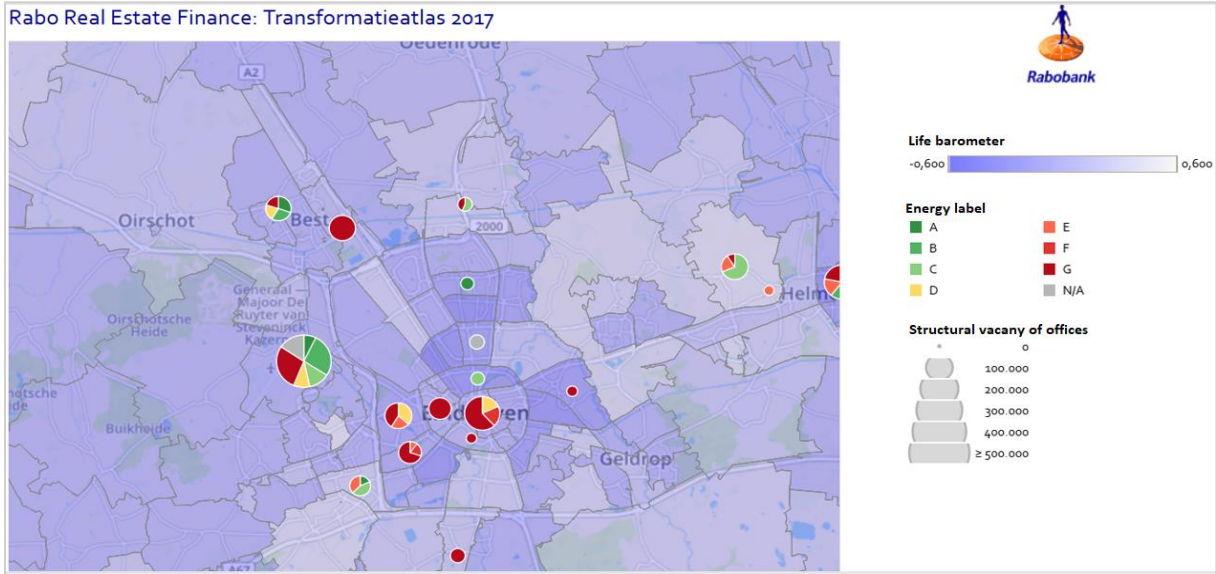 Rabo Real Estate Finance: Transformatieatlas 2017
Oedenrode
A2
Oirschot
Best
2000
Generaal —
Majoor De
Ruyter van
Steveninck
Oirschotsche
Heide
Helm
Buikheide
Geldrop
A67
Rabobank
Life barometer
-0,600
0,600
Energy label
A
B
C
D
E
F
G
N/A
Structural vacany of offices
0
100.000
200.000
300.000
400.000
≥ 500.000